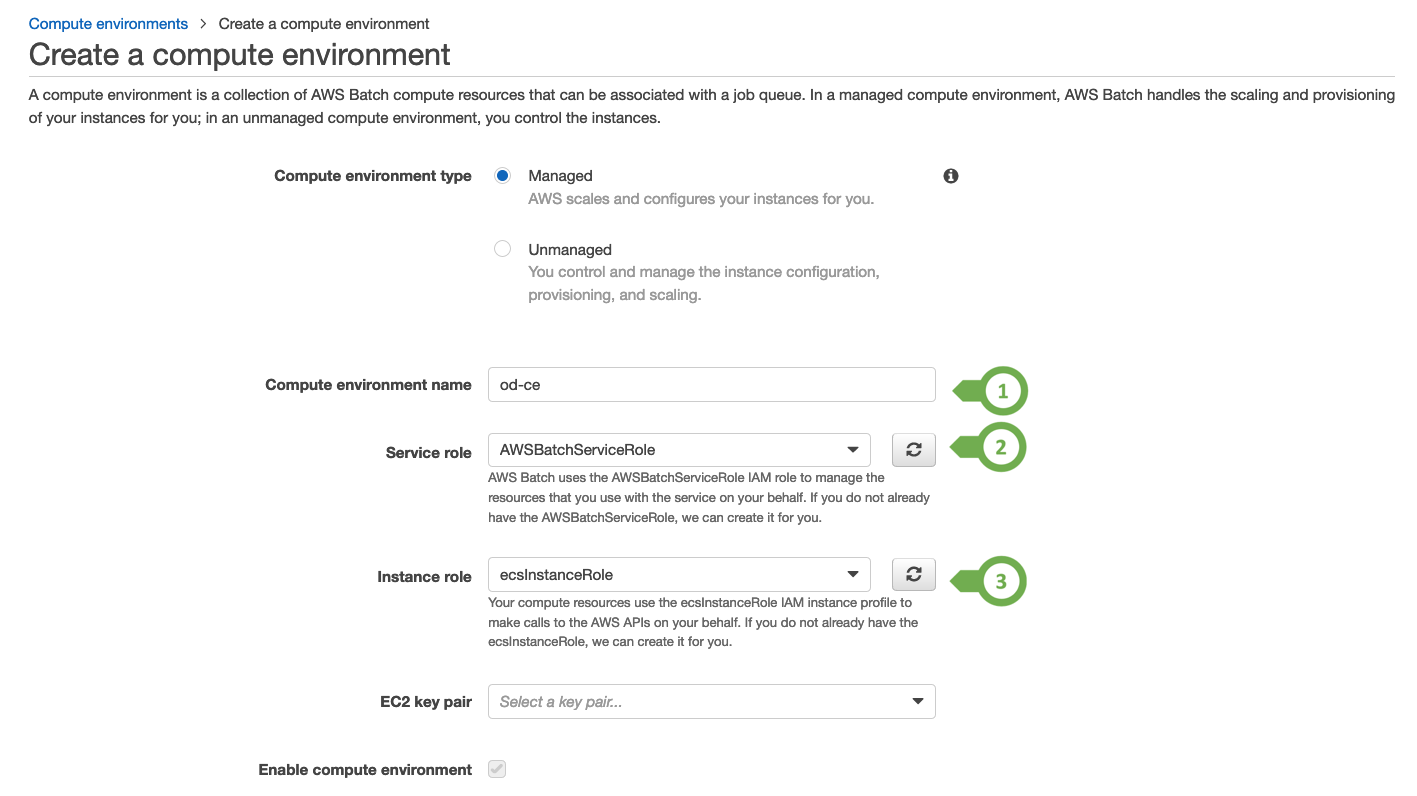 Compute environments > Create a compute environment
Create a compute environment
A compute environment is a collection of AWS Batch compute resources that can be associated with a job queue. In a managed compute environment, AWS Batch handles the scaling and provisioning
of your instances for you; in an unmanaged compute environment, you control the instances.
Compute environment type
Managed
AWS scales and configures your instances for you.
Unmanaged
You control and manage the instance configuration,
provisioning, and scaling.
Compute environment name
od-ce
1
Service role
AWSBatchServiceRole
2
AWS Batch uses the AWSBatchServiceRole IAM role to manage the
resources that you use with the service on your behalf. If you do not already
have the AWSBatchServiceRole, we can create it for you.
Instance role
ecsInstanceRole
3
Your compute resources use the ecsInstanceRole IAM instance profile to
make calls to the AWS APIs on your behalf. If you do not already have the
ecsInstanceRole, we can create it for you.
EC2 key pair
Select a key pair...
Enable compute environment